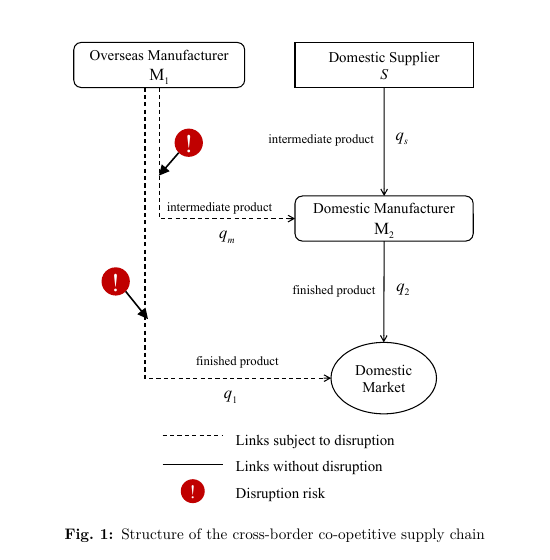 Overseas Manufacturer
M1
Domestic Supplier
S
!
intermediate product
qs
intermediate product
qm
Domestic Manufacturer
M2
!
finished product
q2
finished product
q1
Domestic
Market
Links subject to disruption
Links without disruption
!
Disruption risk
Fig. 1: Structure of the cross-border co-opetitive supply chain